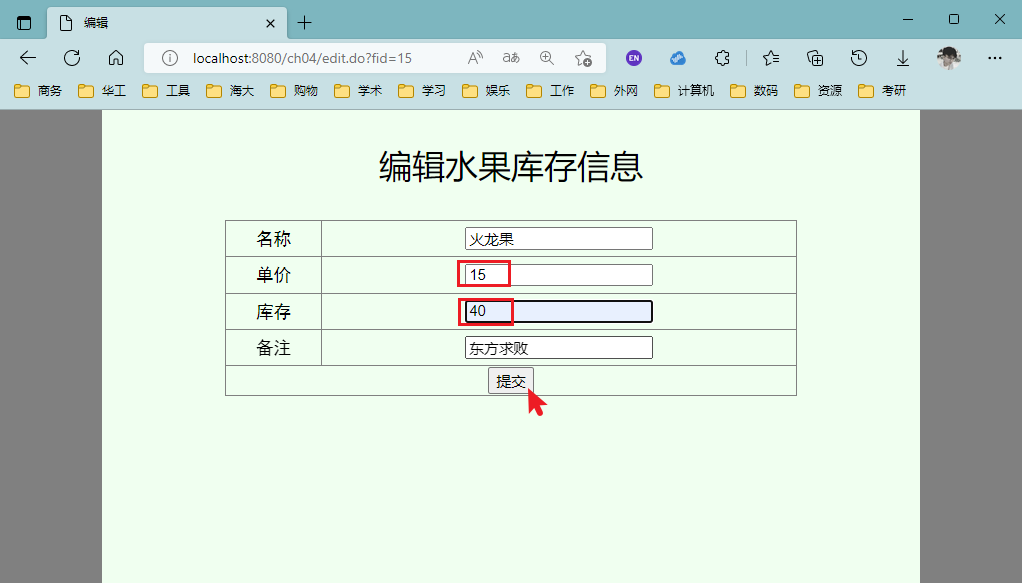 编辑
localhost:8080/ch04/edit.do?fid=15
A
aあ
EN
商务 华工 工具 海大 购物 学术 学习 娱乐 工作 外网 计算机 数码 资源 考研
编辑水果库存信息
名称 火龙果
单价 15
库存 40
备注 东方求败
提交